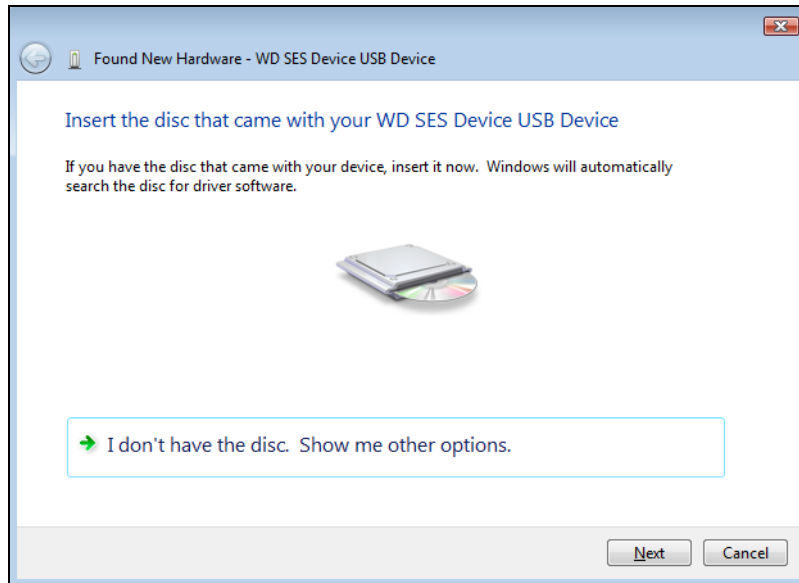 Found New Hardware - WD SES Device USB Device
Insert the disc that came with your WD SES Device USB Device
If you have the disc that came with your device, insert it now.  Windows will automatically
search the disc for driver software.
I don't have the disc.  Show me other options.
Next
Cancel